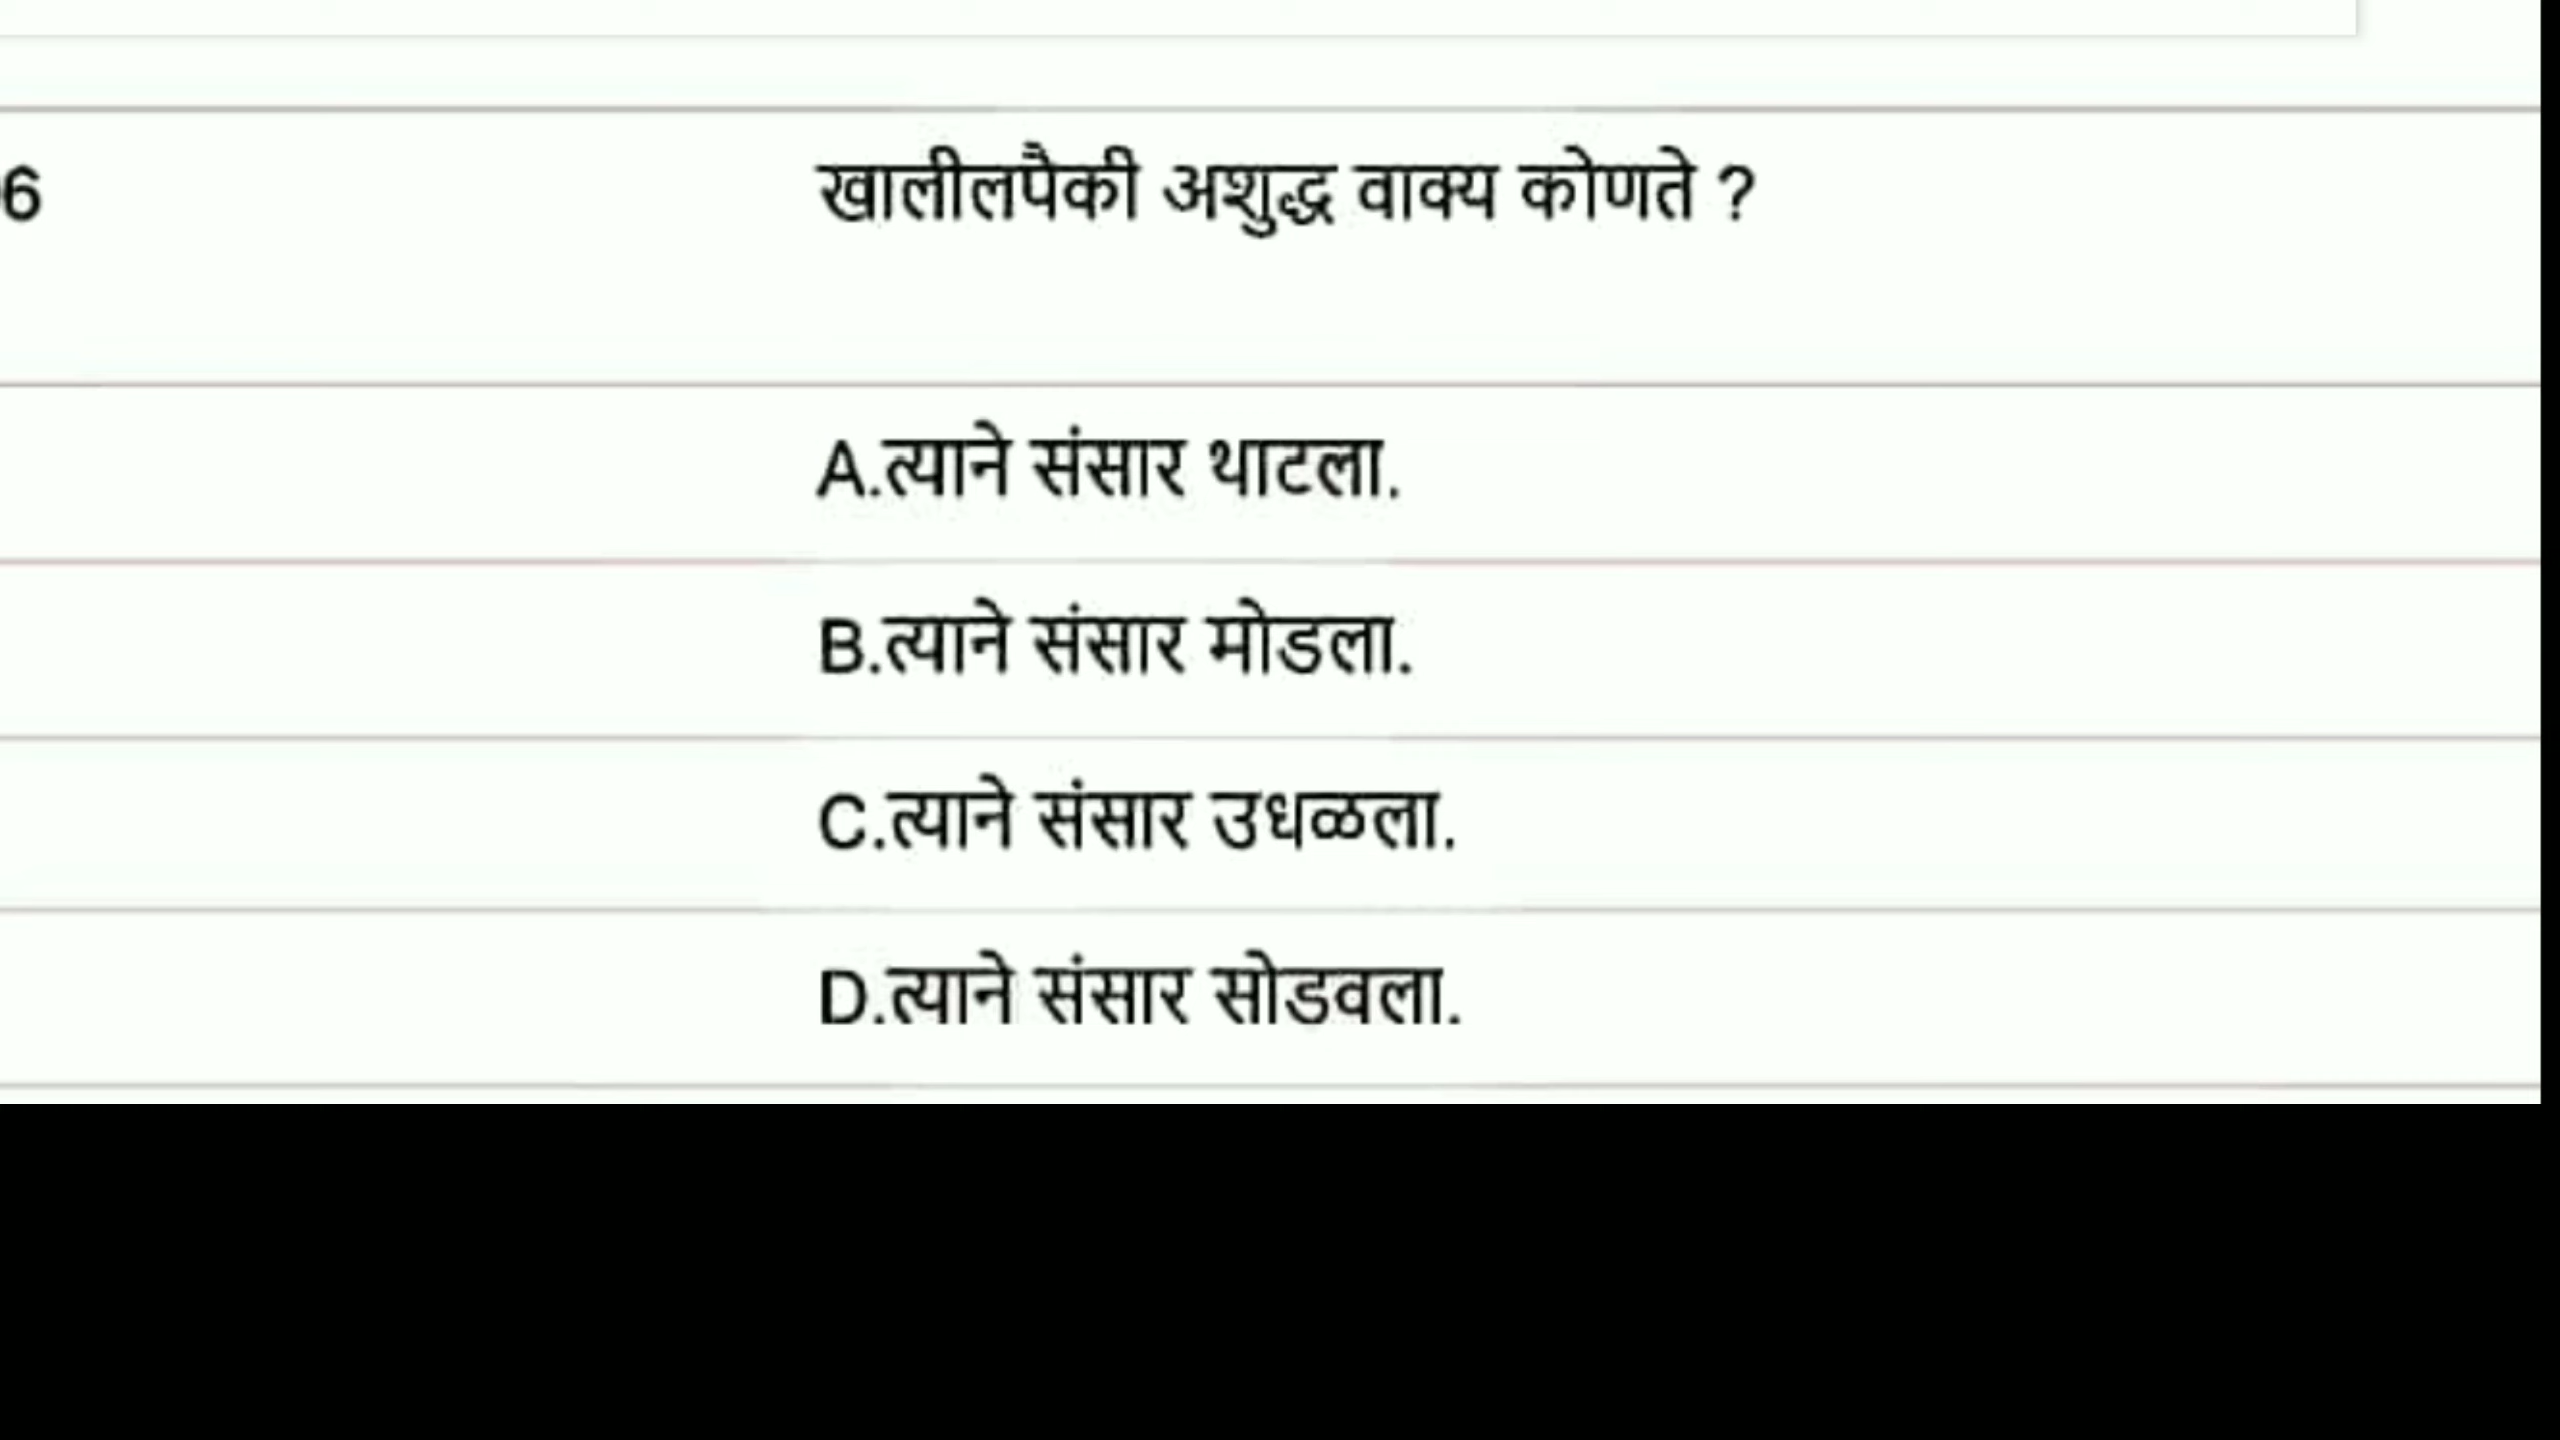 6
खालीलपैकी अशुद्ध वाक्य कोणते ?
A.त्याने संसार थाटला.
B.त्याने संसार मोडला.
C.त्याने संसार उधळला.
D.त्याने संसार सोडवला.